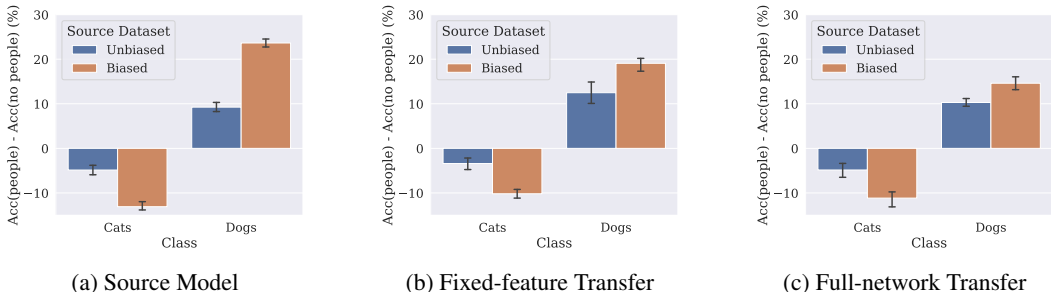 Acc(people) - Acc(no people) (%)
30
20
10
0
−10
Source Dataset
Unbiased
Biased
Cats
Dogs
Class
(a) Source Model
Acc(people) - Acc(no people) (%)
30
20
10
0
−10
Source Dataset
Unbiased
Biased
Cats
Dogs
Class
(b) Fixed-feature Transfer
Acc(people) - Acc(no people) (%)
30
20
10
0
−10
Source Dataset
Unbiased
Biased
Cats
Dogs
Class
(c) Full-network Transfer